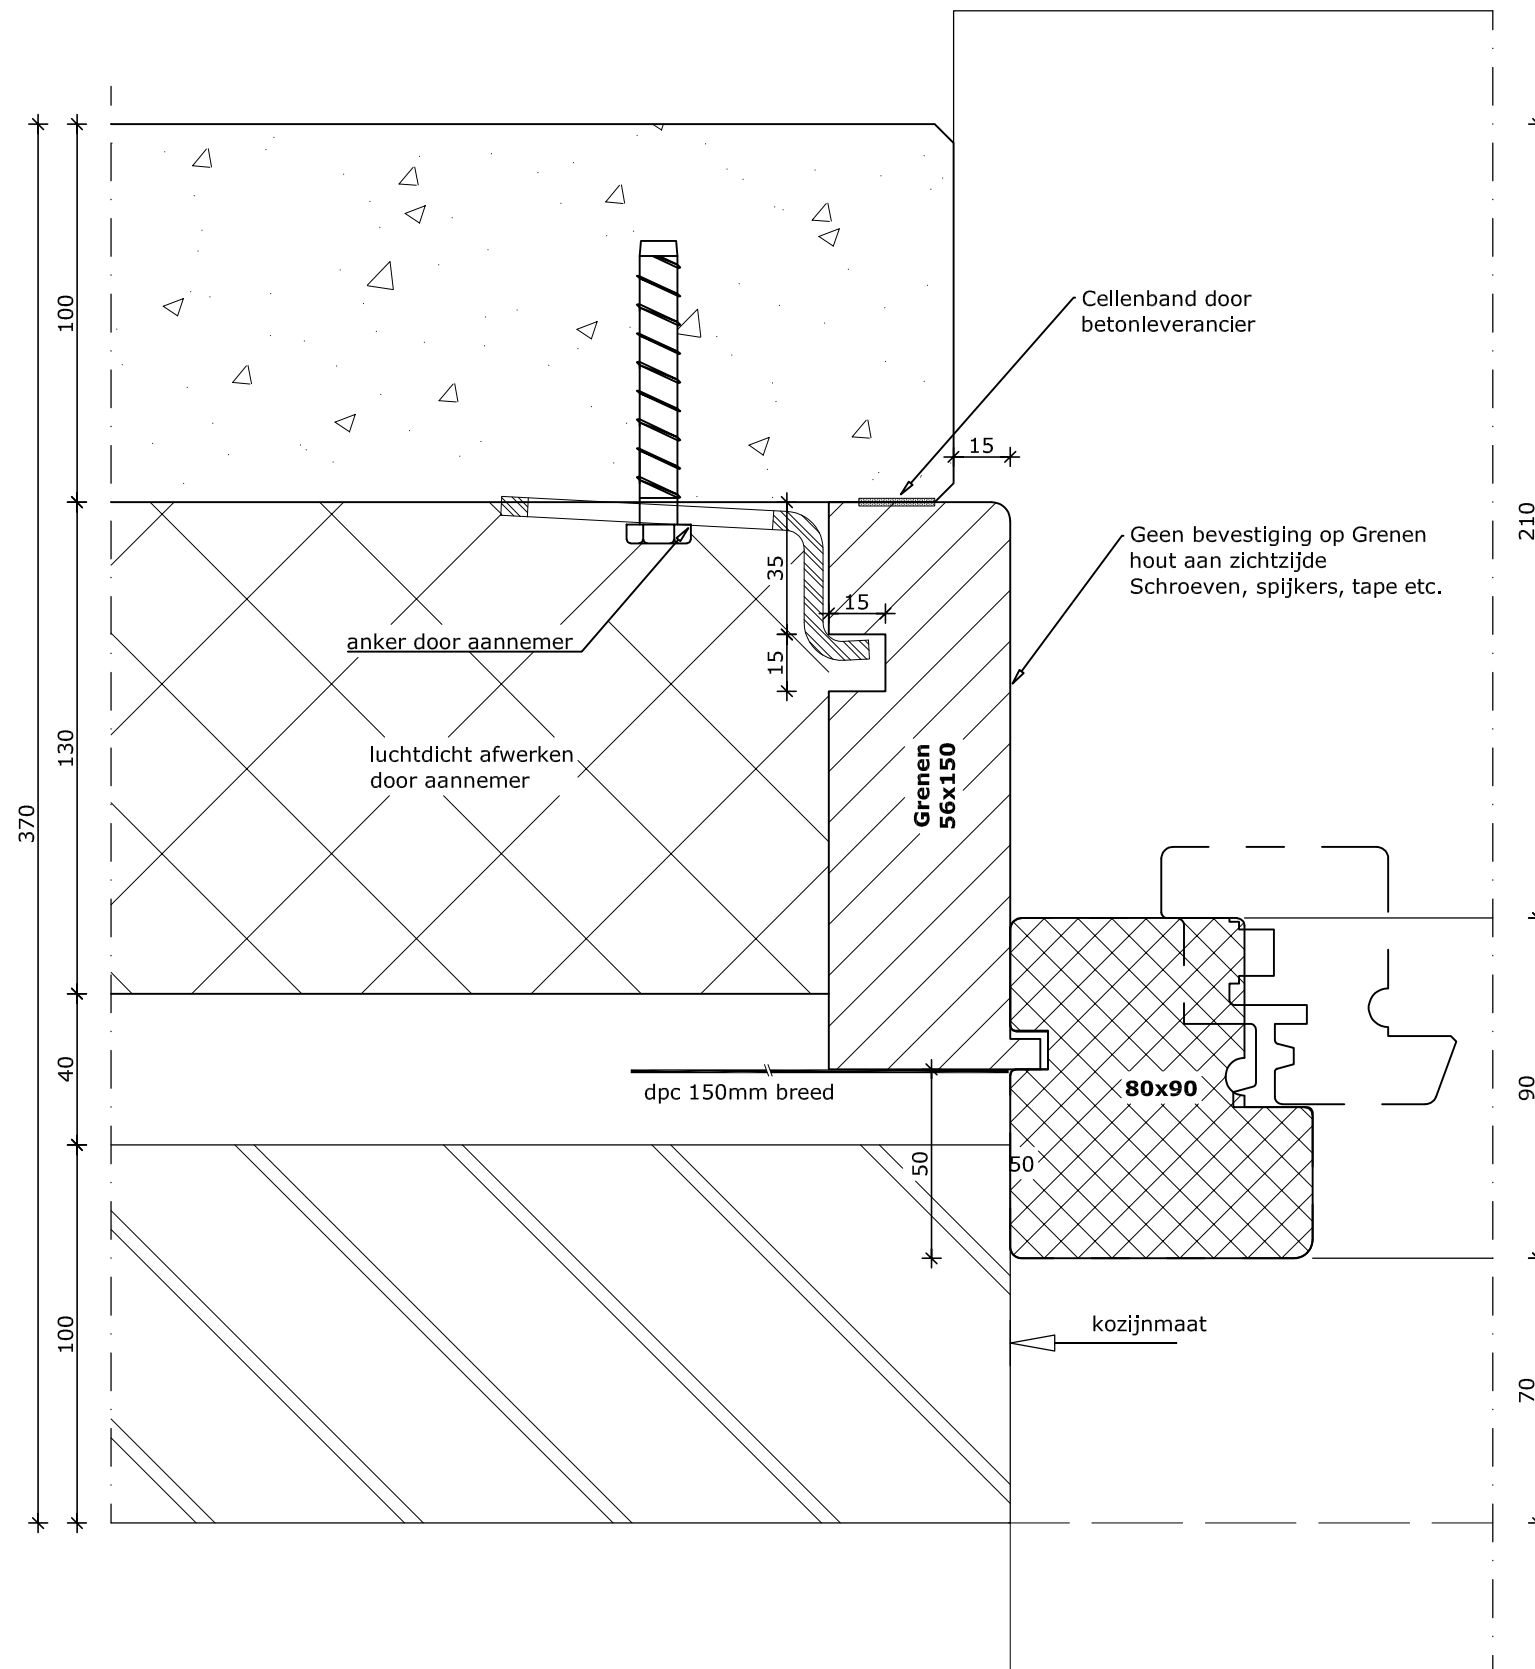 Cellenband door
betonleverancier
100
15
210
Geen bevestiging op Grenen
hout aan zichtzijde
Schroeven, spijkers, tape etc.
35
15
anker door aannemer
15
130
luchtdicht afwerken
door aannemer
Grenen
56x150
370
40
dpc 150mm breed
80x90
90
50
50
kozijnmaat
100
70